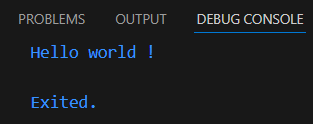 PROBLEMS OUTPUT DEBUG CONSOLE
Hello world !
Exited.